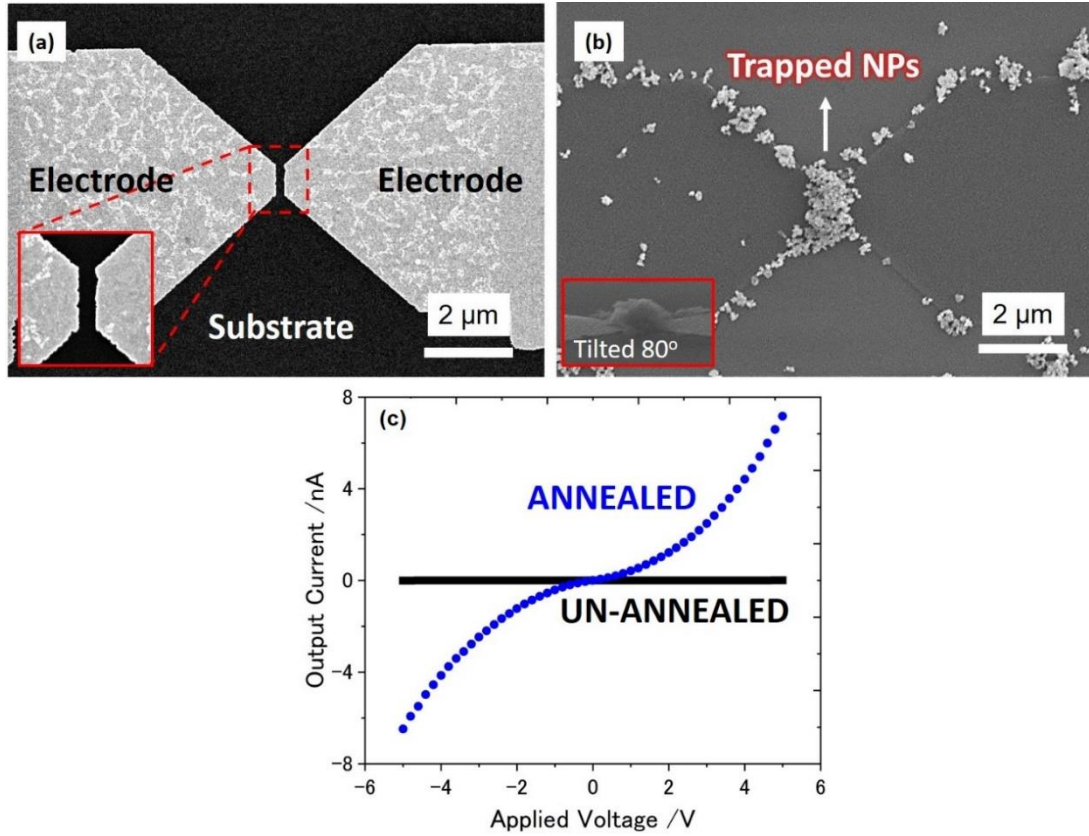 (a)
Electrode
Electrode
Substrate
2 μm
(b)
Trapped NPs
2 μm
Tilted 80°
(c)
8
4
0
−4
−8
Output Current /nA
ANNEALED
UN-ANNEALED
−6
−4
−2
0
2
4
6
Applied Voltage /V